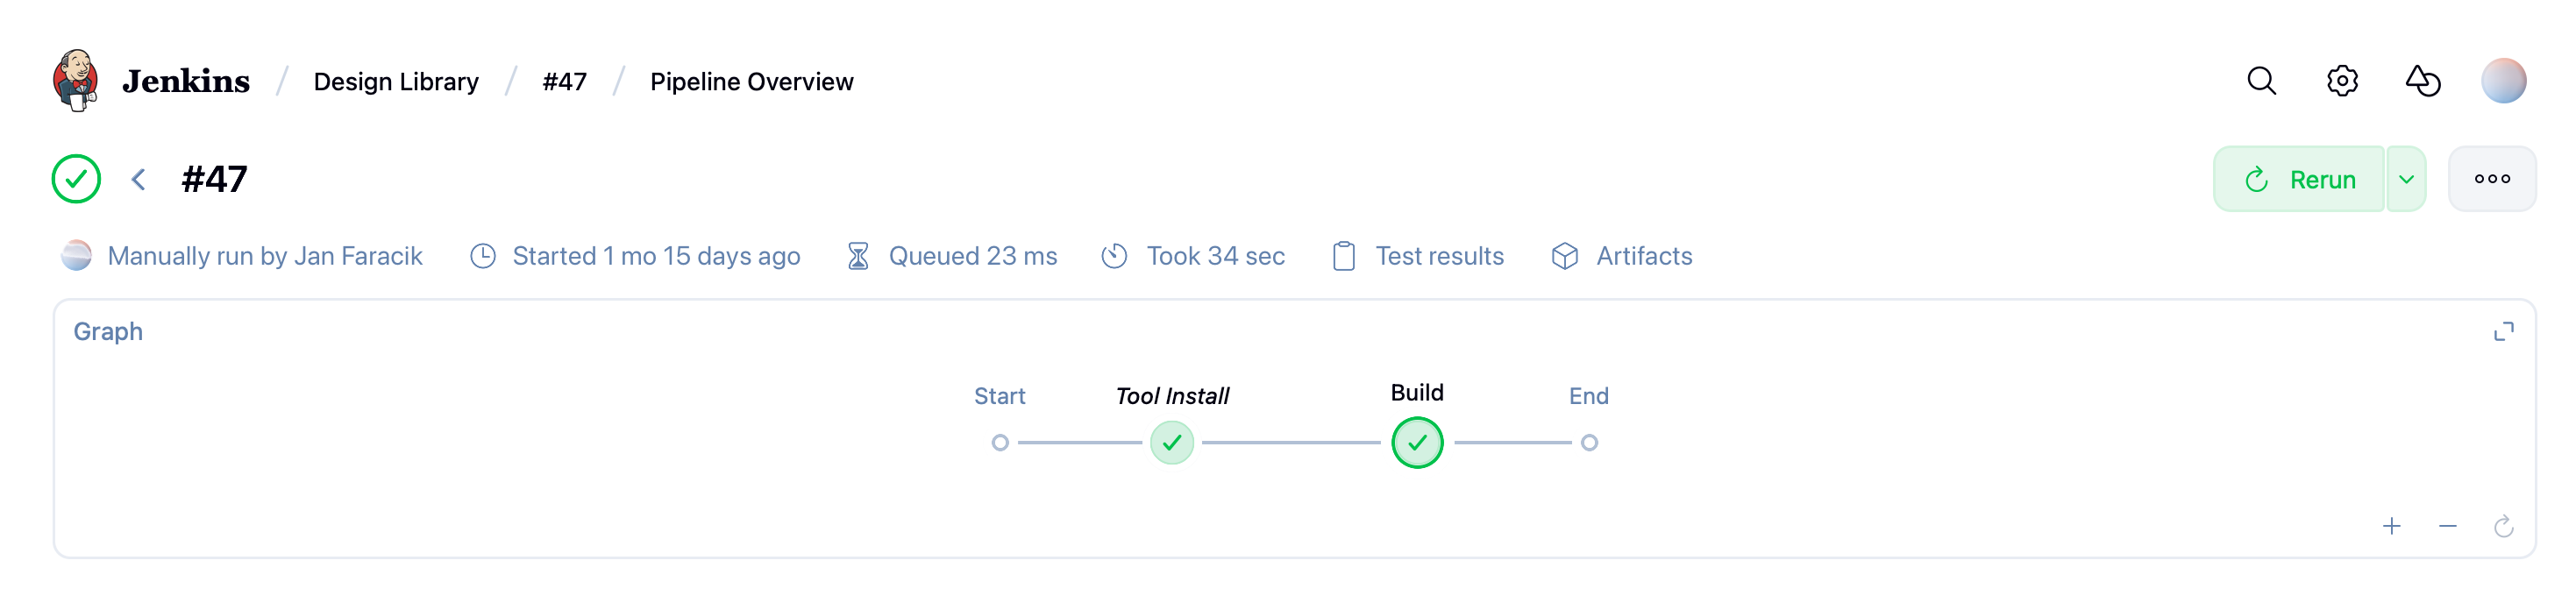 Jenkins / Design Library / #47 / Pipeline Overview
#47
Rerun
Manually run by Jan Faracik Started 1 mo 15 days ago Queued 23 ms Took 34 sec Test results Artifacts
Graph
Start Tool Install Build End